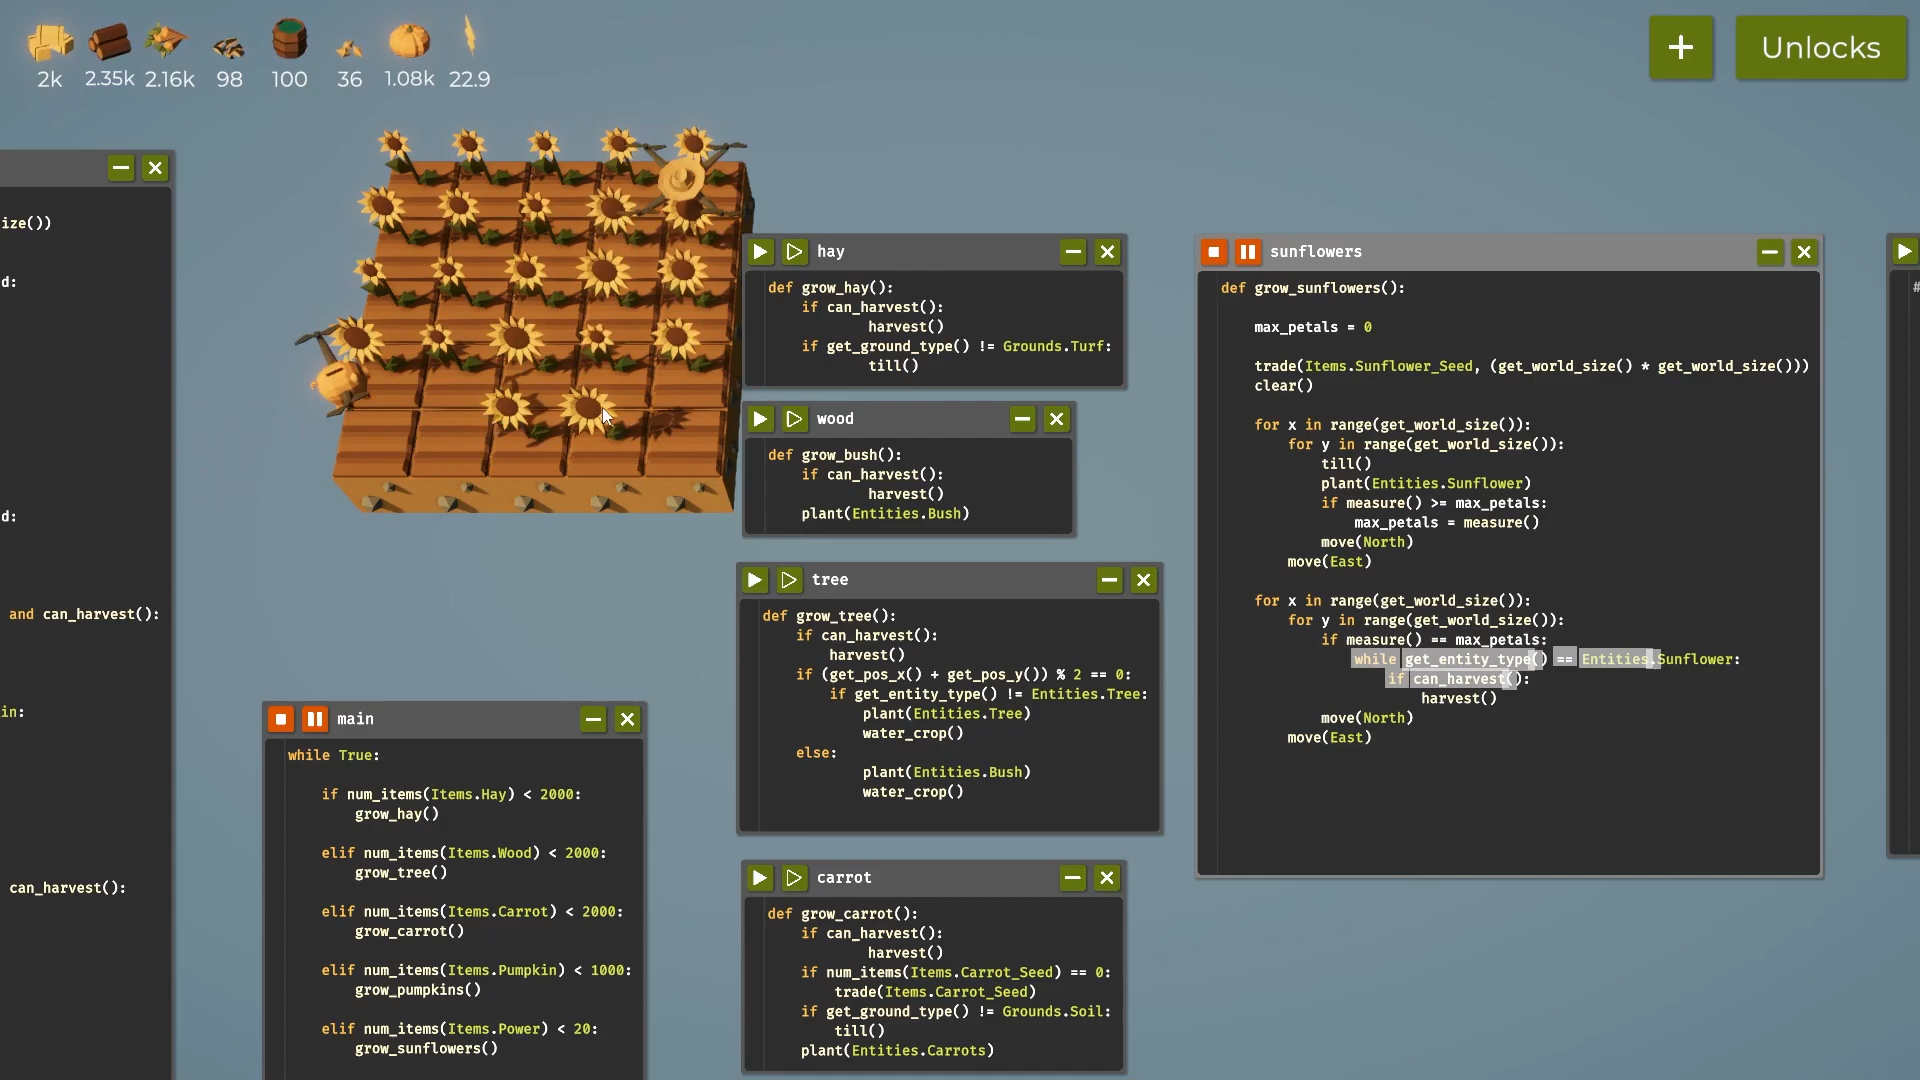 2k 2.35k 2.16k 98 100 36 1.08k 22.9
+ Unlocks
ize())
d:
d:
and can_harvest():
in:
can_harvest():
hay
def grow_hay():
if can_harvest():
harvest()
if get_ground_type() != Grounds.Turf:
till()
wood
def grow_bush():
if can_harvest():
harvest()
plant(Entities.Bush)
tree
def grow_tree():
if can_harvest():
harvest()
if (get_pos_x() + get_pos_y()) % 2 == 0:
if get_entity_type() != Entities.Tree:
plant(Entities.Tree)
water_crop()
else:
plant(Entities.Bush)
water_crop()
main
while True:
if num_items(Items.Hay) < 2000:
grow_hay()
elif num_items(Items.Wood) < 2000:
grow_tree()
elif num_items(Items.Carrot) < 2000:
grow_carrot()
elif num_items(Items.Pumpkin) < 1000:
grow_pumpkins()
elif num_items(Items.Power) < 20:
grow_sunflowers()
carrot
def grow_carrot():
if can_harvest():
harvest()
if num_items(Items.Carrot_Seed) == 0:
trade(Items.Carrot_Seed)
if get_ground_type() != Grounds.Soil:
till()
plant(Entities.Carrots)
sunflowers
def grow_sunflowers():
max_petals = 0
trade(Items.Sunflower_Seed, (get_world_size() * get_world_size()))
clear()
for x in range(get_world_size()):
for y in range(get_world_size()):
till()
plant(Entities.Sunflower)
if measure() >= max_petals:
max_petals = measure()
move(North)
move(East)
for x in range(get_world_size()):
for y in range(get_world_size()):
if measure() == max_petals:
while get_entity_type() == Entities.Sunflower:
if can_harvest():
harvest()
move(North)
move(East)
#